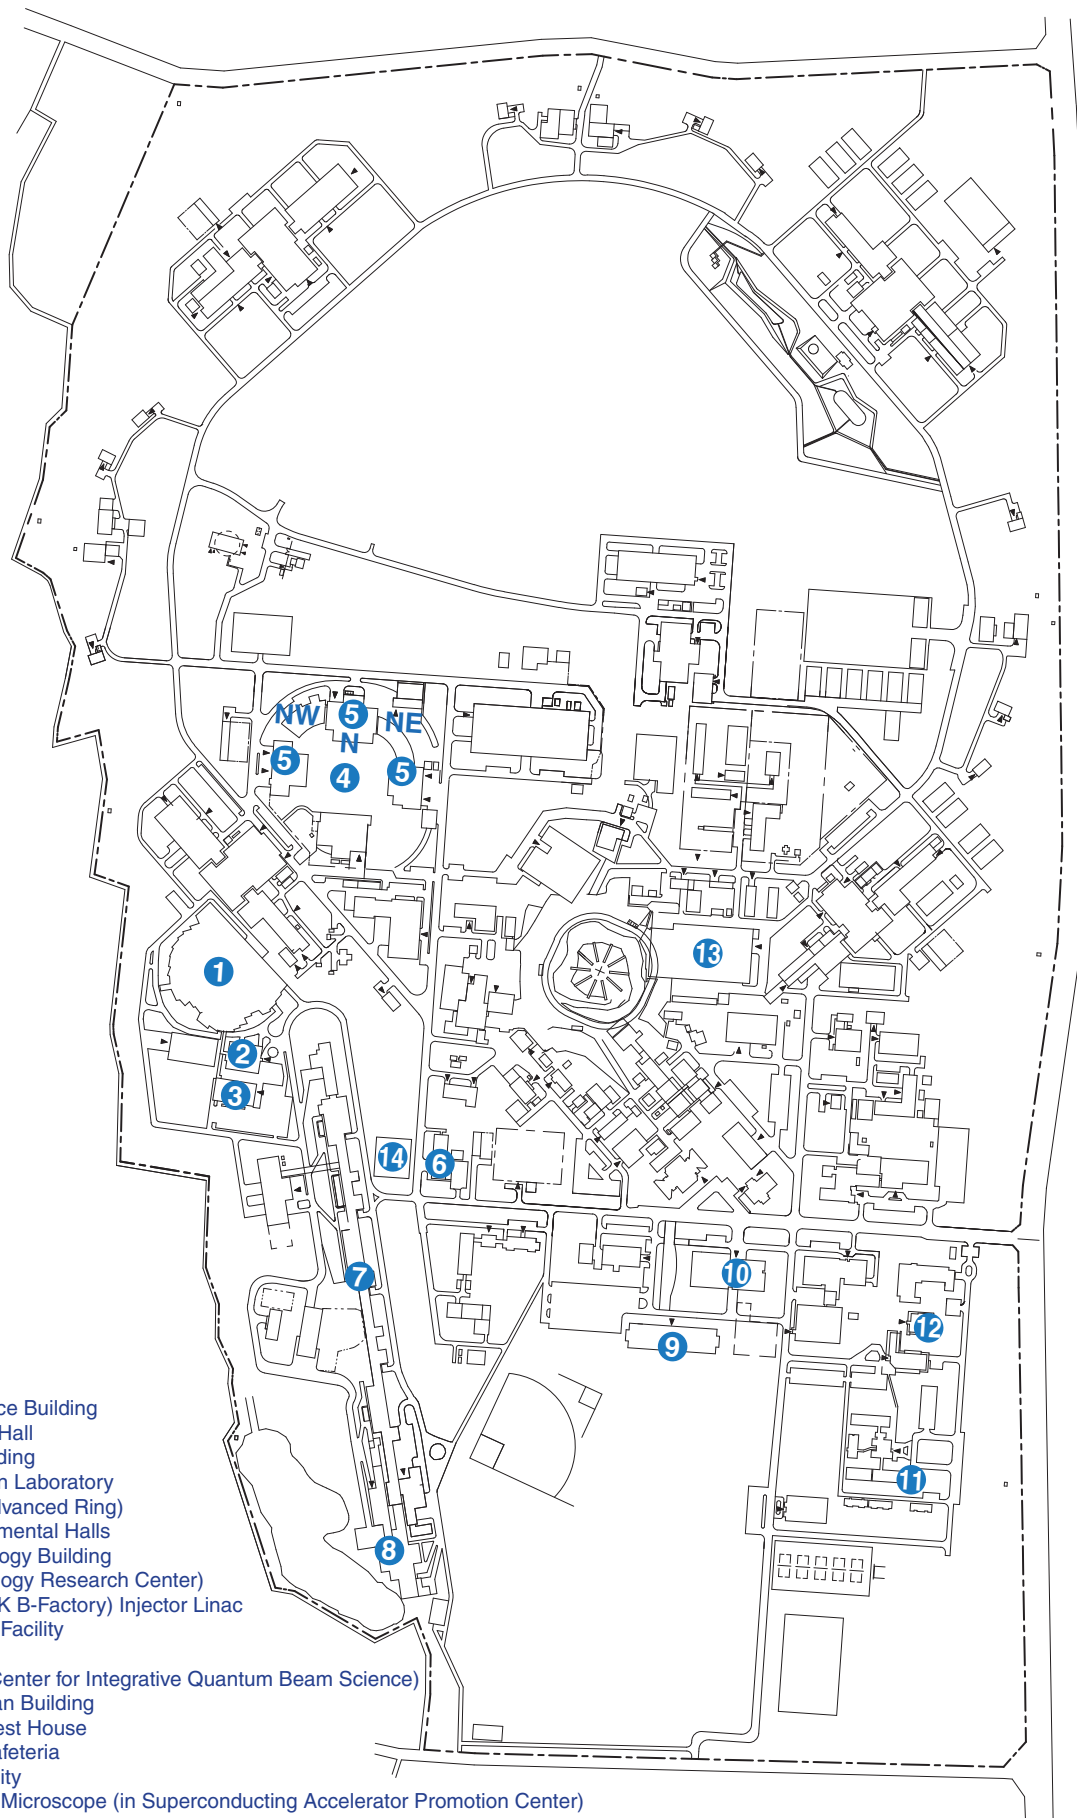 NW
5
NE
N
5
4
5
1
13
2
3
14
6
7
10
12
9
11
8
ce Building
Hall
ding
n Laboratory
dvanced Ring)
mental Halls
ogy Building
ology Research Center)
K B-Factory) Injector Linac
Facility
Center for Integrative Quantum Beam Science)
an Building
est House
afeteria
ity
Microscope (in Superconducting Accelerator Promotion Center)